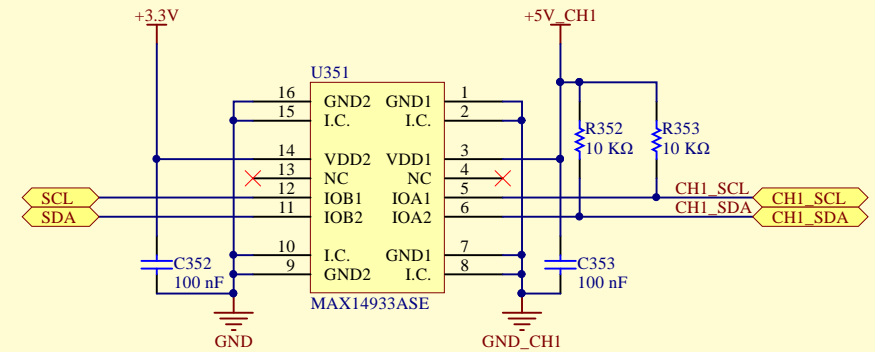 +3.3V
+5V_CH1
U351
16 GND2 GND1 1
15 I.C. I.C. 2
14 VDD2 VDD1 3
13 NC NC 4
12 IOB1 IOA1 5
11 IOB2 IOA2 6
10 I.C. GND1 7
9 GND2 I.C. 8
MAX14933ASE
R352
10 KΩ
R353
10 KΩ
SCL
SDA
CH1_SCL
CH1_SDA
CH1_SCL
CH1_SDA
C352
100 nF
C353
100 nF
GND
GND_CH1